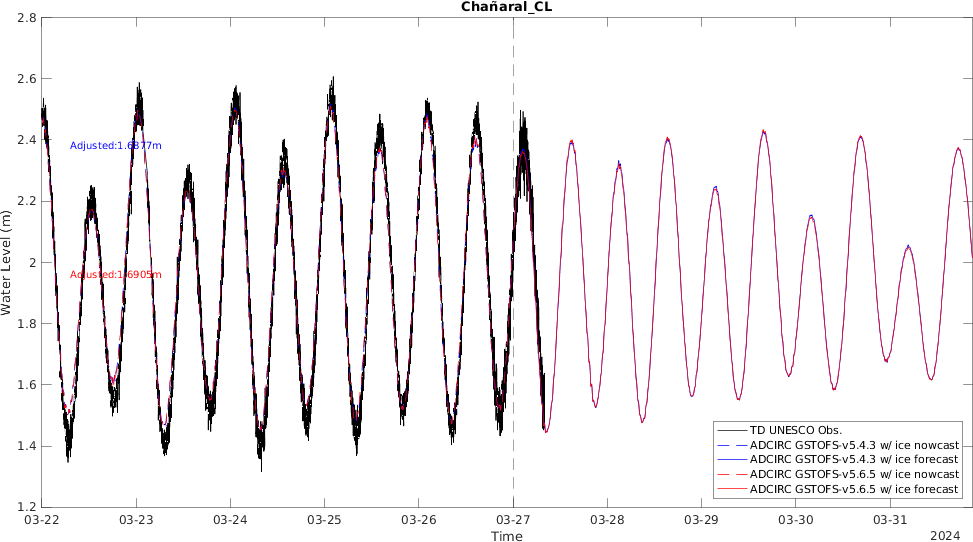 Chañaral_CL
2.8
2.6
2.4
2.2
2
1.8
1.6
1.4
1.2
Water Level (m)
Adjusted:1.6877m
Adjusted:1.6905m
TD UNESCO Obs.
ADCIRC GSTOFS-v5.4.3 w/ ice nowcast
ADCIRC GSTOFS-v5.4.3 w/ ice forecast
ADCIRC GSTOFS-v5.6.5 w/ ice nowcast
ADCIRC GSTOFS-v5.6.5 w/ ice forecast
03-22 03-23 03-24 03-25 03-26 03-27 03-28 03-29 03-30 03-31
Time
2024